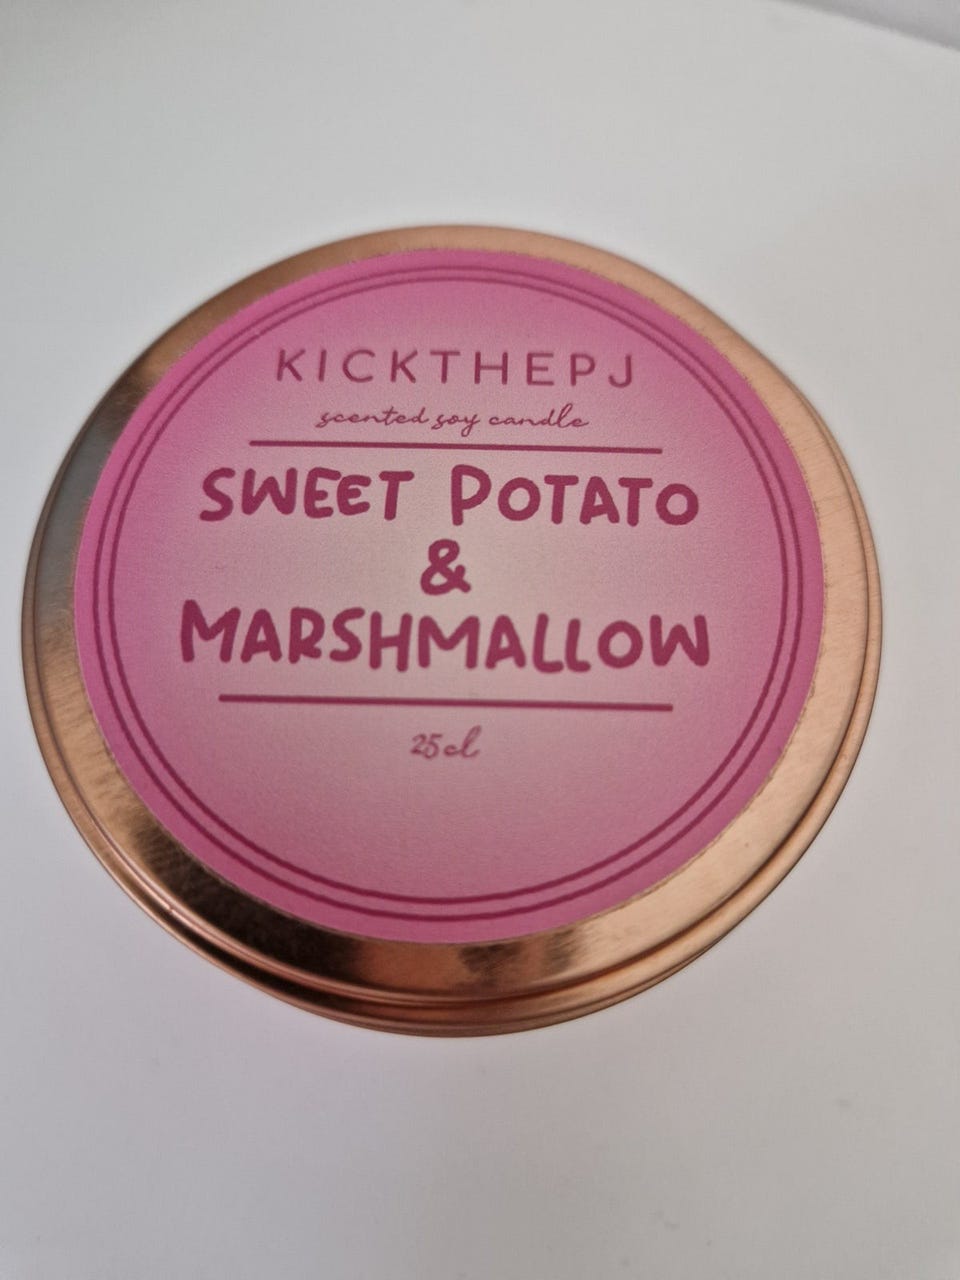 KICKTHEPJ
scented soy candle
SWEET POTATO
&
MARSHMALLOW
25cl